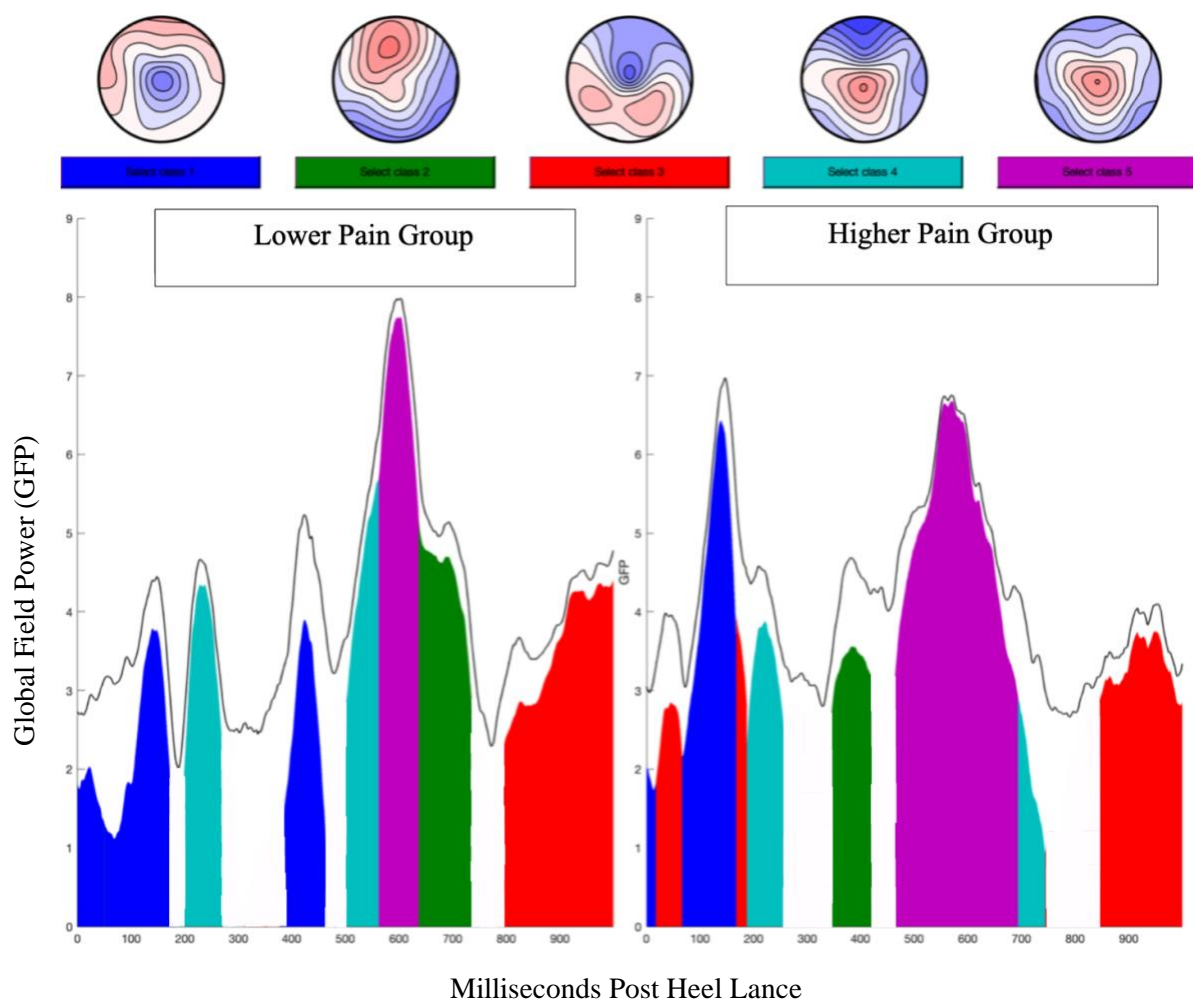 Select class 1 Select class 2 Select class 3 Select class 4 Select class 5
Lower Pain Group Higher Pain Group
Global Field Power (GFP)
9
8
7
6
5
4
3
2
1
0
0 100 200 300 400 500 600 700 800 900
GFP
9
8
7
6
5
4
3
2
1
0
0 100 200 300 400 500 600 700 800 900
Milliseconds Post Heel Lance